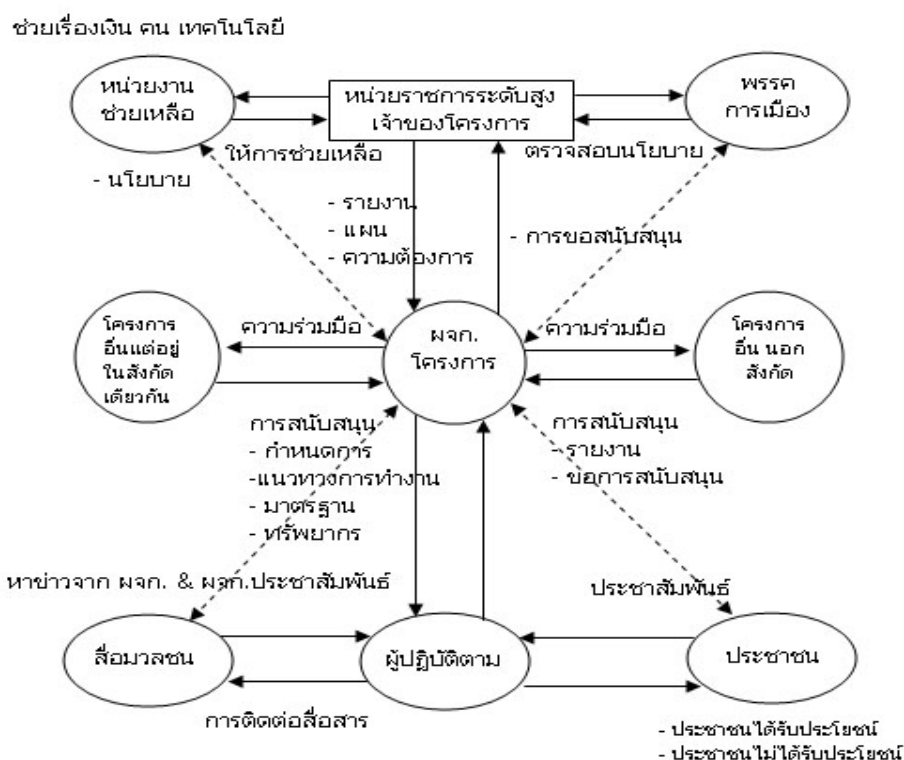 ช่วยเรื่องเงิน คน เทคโนโลยี
หน่วยงาน
ช่วยเหลือ
หน่วยราชการระดับสูง
เจ้าของโครงการ
พรรค
การเมือง
ให้การช่วยเหลือ
ตรวจสอบนโยบาย
- นโยบาย
- รายงาน
- แผน
- ความต้องการ
- การขอสนับสนุน
โครงการ
อื่นแต่อยู่
ในสังกัด
เดียวกัน
ความร่วมมือ
ผจก.
โครงการ
ความร่วมมือ
โครงการ
อื่น นอก
สังกัด
การสนับสนุน
- กำหนดการ
-แนวทางการทำงาน
- มาตรฐาน
- ทรัพยากร
การสนับสนุน
- รายงาน
- ขอการสนับสนุน
หาข่าวจาก ผจก. & ผจก.ประชาสัมพันธ์
ประชาสัมพันธ์
สื่อมวลชน
ผู้ปฏิบัติตาม
ประชาชน
การติดต่อสื่อสาร
- ประชาชนได้รับประโยชน์
- ประชาชนไม่ได้รับประโยชน์